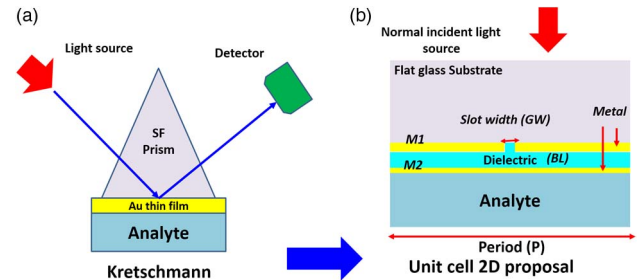 (a)
Light source
Detector
SF
Prism
Au thin film
Analyte
Kretschmann
(b)
Normal incident light
source
Flat glass Substrate
Slot width (GW)
Metal
M1
Dielectric (BL)
M2
Analyte
Period (P)
Unit cell 2D proposal